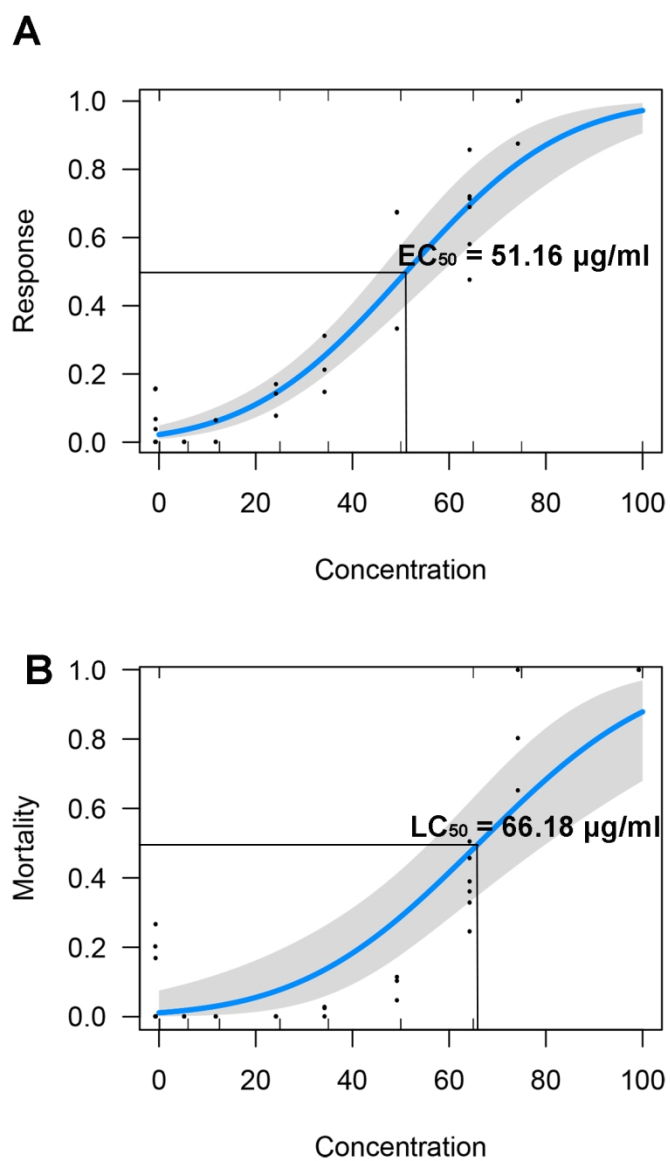 A
1.0
0.8
0.6
0.4
0.2
0.0
Response
EC₅₀ = 51.16 µg/ml
0 20 40 60 80 100
Concentration
B
1.0
0.8
0.6
0.4
0.2
0.0
Mortality
LC₅₀ = 66.18 µg/ml
0 20 40 60 80 100
Concentration